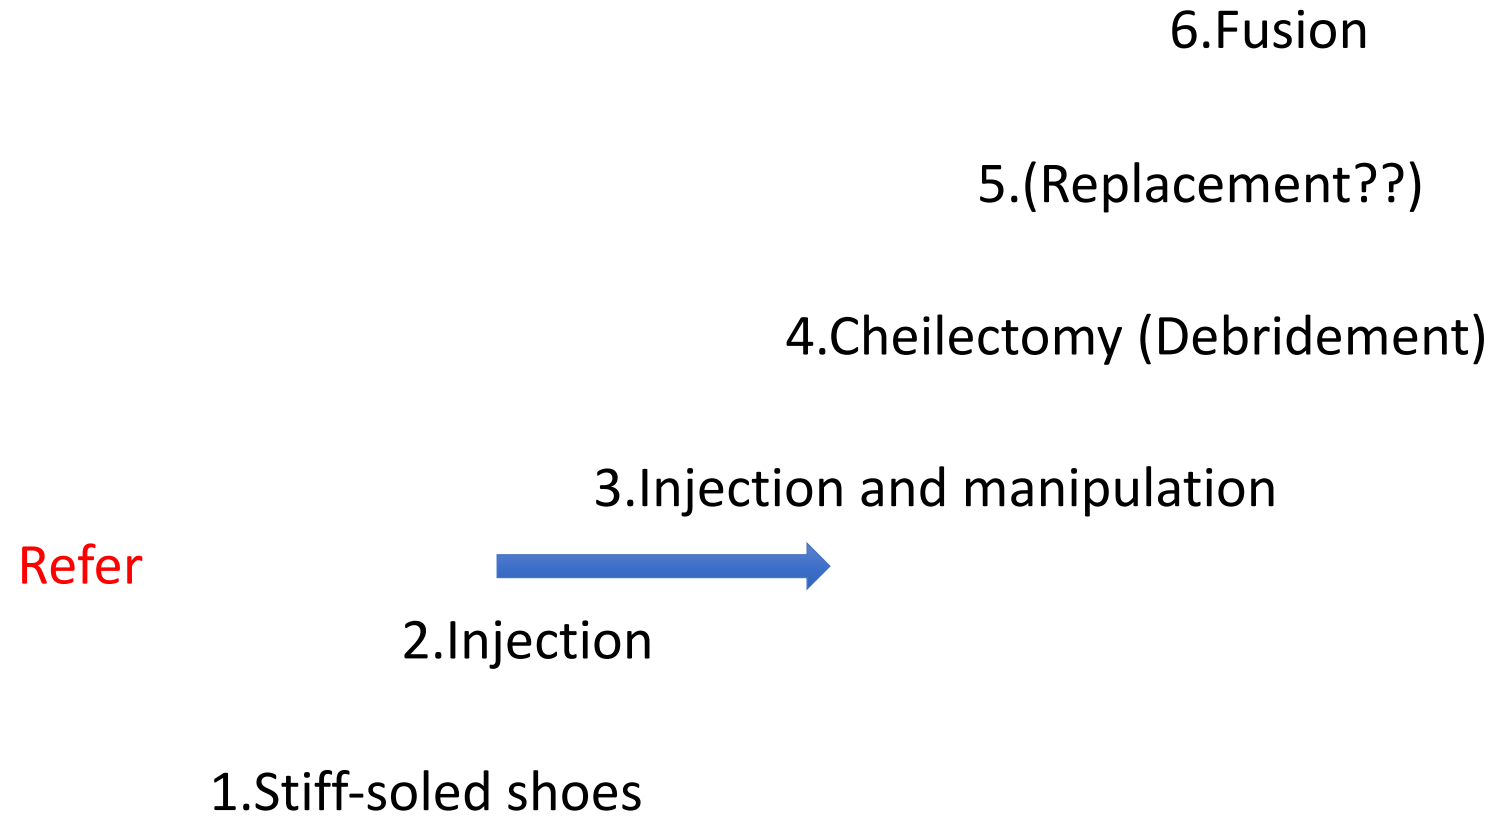 6.Fusion
5.(Replacement??)
4.Cheilectomy (Debridement)
3.Injection and manipulation
Refer
2.Injection
1.Stiff-soled shoes